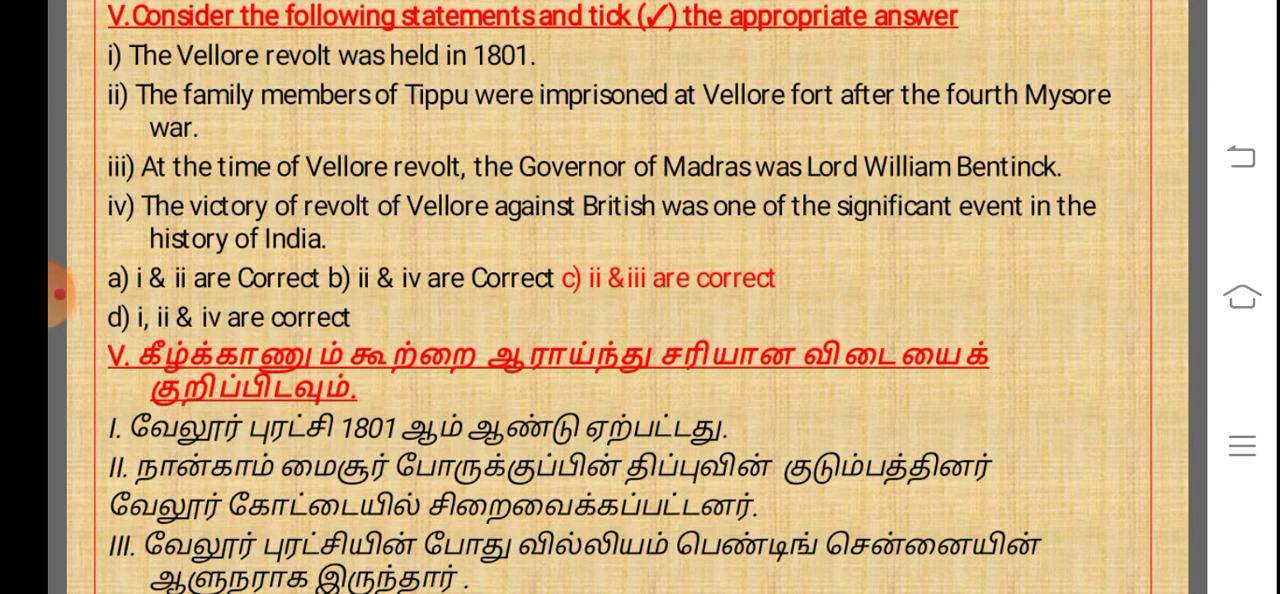 V.Consider the following statements and tick (✓) the appropriate answer
i) The Vellore revolt was held in 1801.
ii) The family members of Tippu were imprisoned at Vellore fort after the fourth Mysore
war.
iii) At the time of Vellore revolt, the Governor of Madras was Lord William Bentinck.
iv) The victory of revolt of Vellore against British was one of the significant event in the
history of India.
a) i & ii are Correct b) ii & iv are Correct c) ii & iii are correct
d) i, ii & iv are correct
V. கீழ்க்காணும் கூற்றை ஆராய்ந்து சரியான விடையைக்
குறிப்பிடவும்.
I. வேலூர் புரட்சி 1801 ஆம் ஆண்டு ஏற்பட்டது.
II. நான்காம் மைசூர் போருக்குப்பின் திப்புவின் குடும்பத்தினர்
வேலூர் கோட்டையில் சிறைவைக்கப்பட்டனர்.
III. வேலூர் புரட்சியின் போது வில்லியம் பெண்டிங் சென்னையின்
ஆளுநராக இருந்தார் .